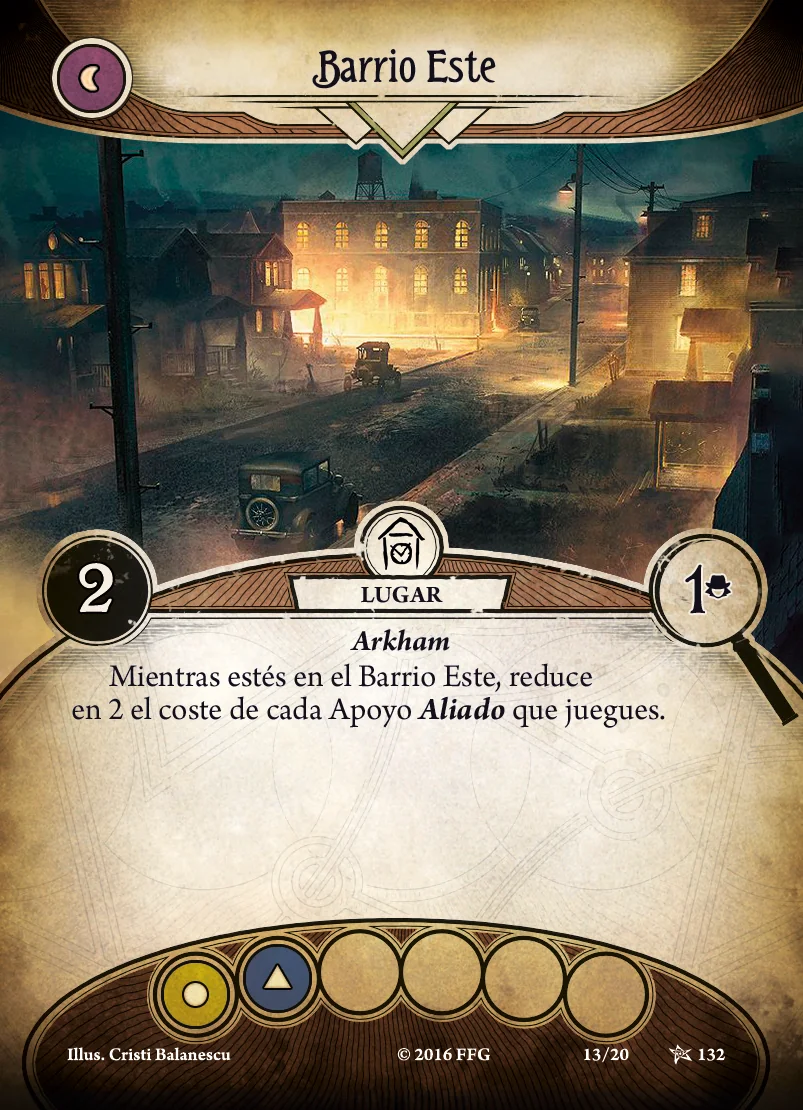 Barrio Este
2
1
LUGAR
Arkham
Mientras estés en el Barrio Este, reduce
en 2 el coste de cada Apoyo Aliado que juegues.
Illus. Cristi Balanescu
© 2016 FFG
13/20
132